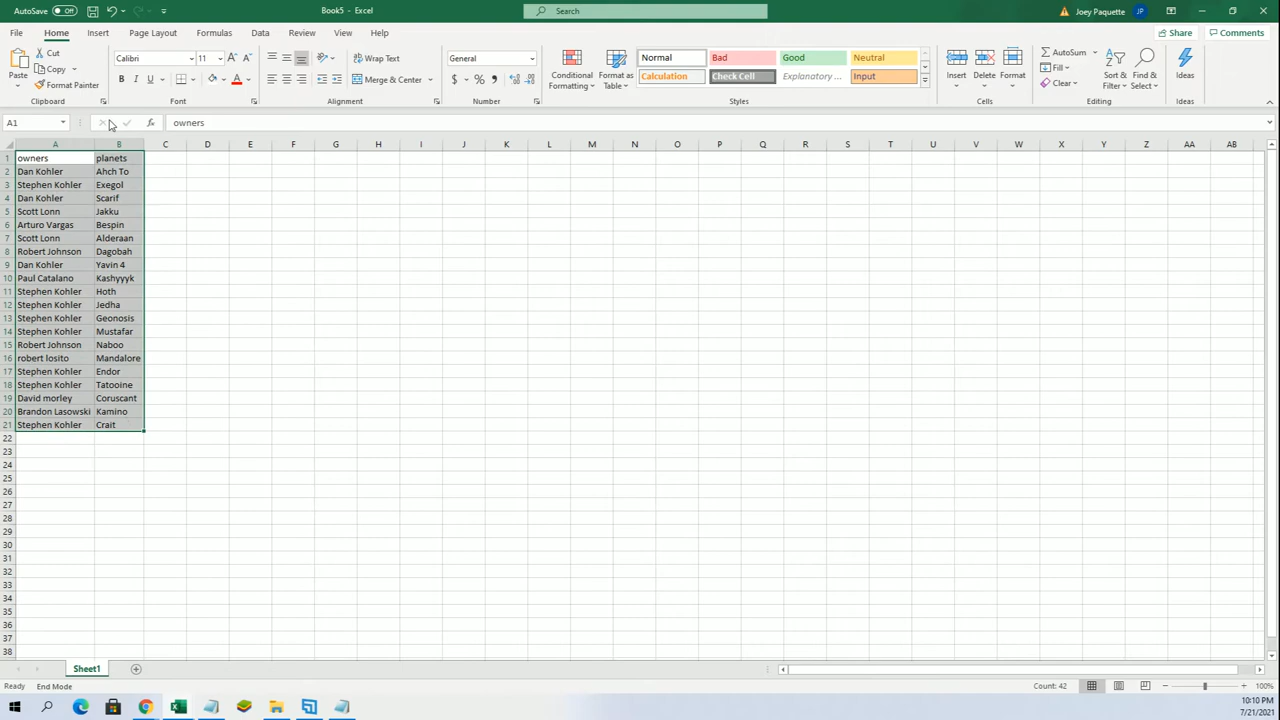 AutoSave Off Book5 - Excel Search Joey Paquette JP
File Home Insert Page Layout Formulas Data Review View Help Share Comments
Paste Cut Copy Format Painter Clipboard
Calibri 11 B I U A Font
Wrap Text Merge & Center Alignment
General $ % Number
Conditional Formatting Format as Table Normal Bad Good Neutral Calculation Check Cell Explanatory ... Input Styles
Insert Delete Format Cells
AutoSum Fill Clear Sort & Filter Find & Select Editing
Ideas Ideas
A1 fx owners
A B C D E F G H I J K L M N O P Q R S T U V W X Y Z AA AB
1 owners planets
2 Dan Kohler Ahch To
3 Stephen Kohler Exegol
4 Dan Kohler Scarif
5 Scott Lonn Jakku
6 Arturo Vargas Bespin
7 Scott Lonn Alderaan
8 Robert Johnson Dagobah
9 Dan Kohler Yavin 4
10 Paul Catalano Kashyyyk
11 Stephen Kohler Hoth
12 Stephen Kohler Jedha
13 Stephen Kohler Geonosis
14 Stephen Kohler Mustafar
15 Robert Johnson Naboo
16 robert losito Mandalore
17 Stephen Kohler Endor
18 Stephen Kohler Tatooine
19 David morley Coruscant
20 Brandon Lasowski Kamino
21 Stephen Kohler Crait
22
23
24
25
26
27
28
29
30
31
32
33
34
35
36
37
38
Sheet1
Ready End Mode Count: 42 100%
10:10 PM
7/21/2021